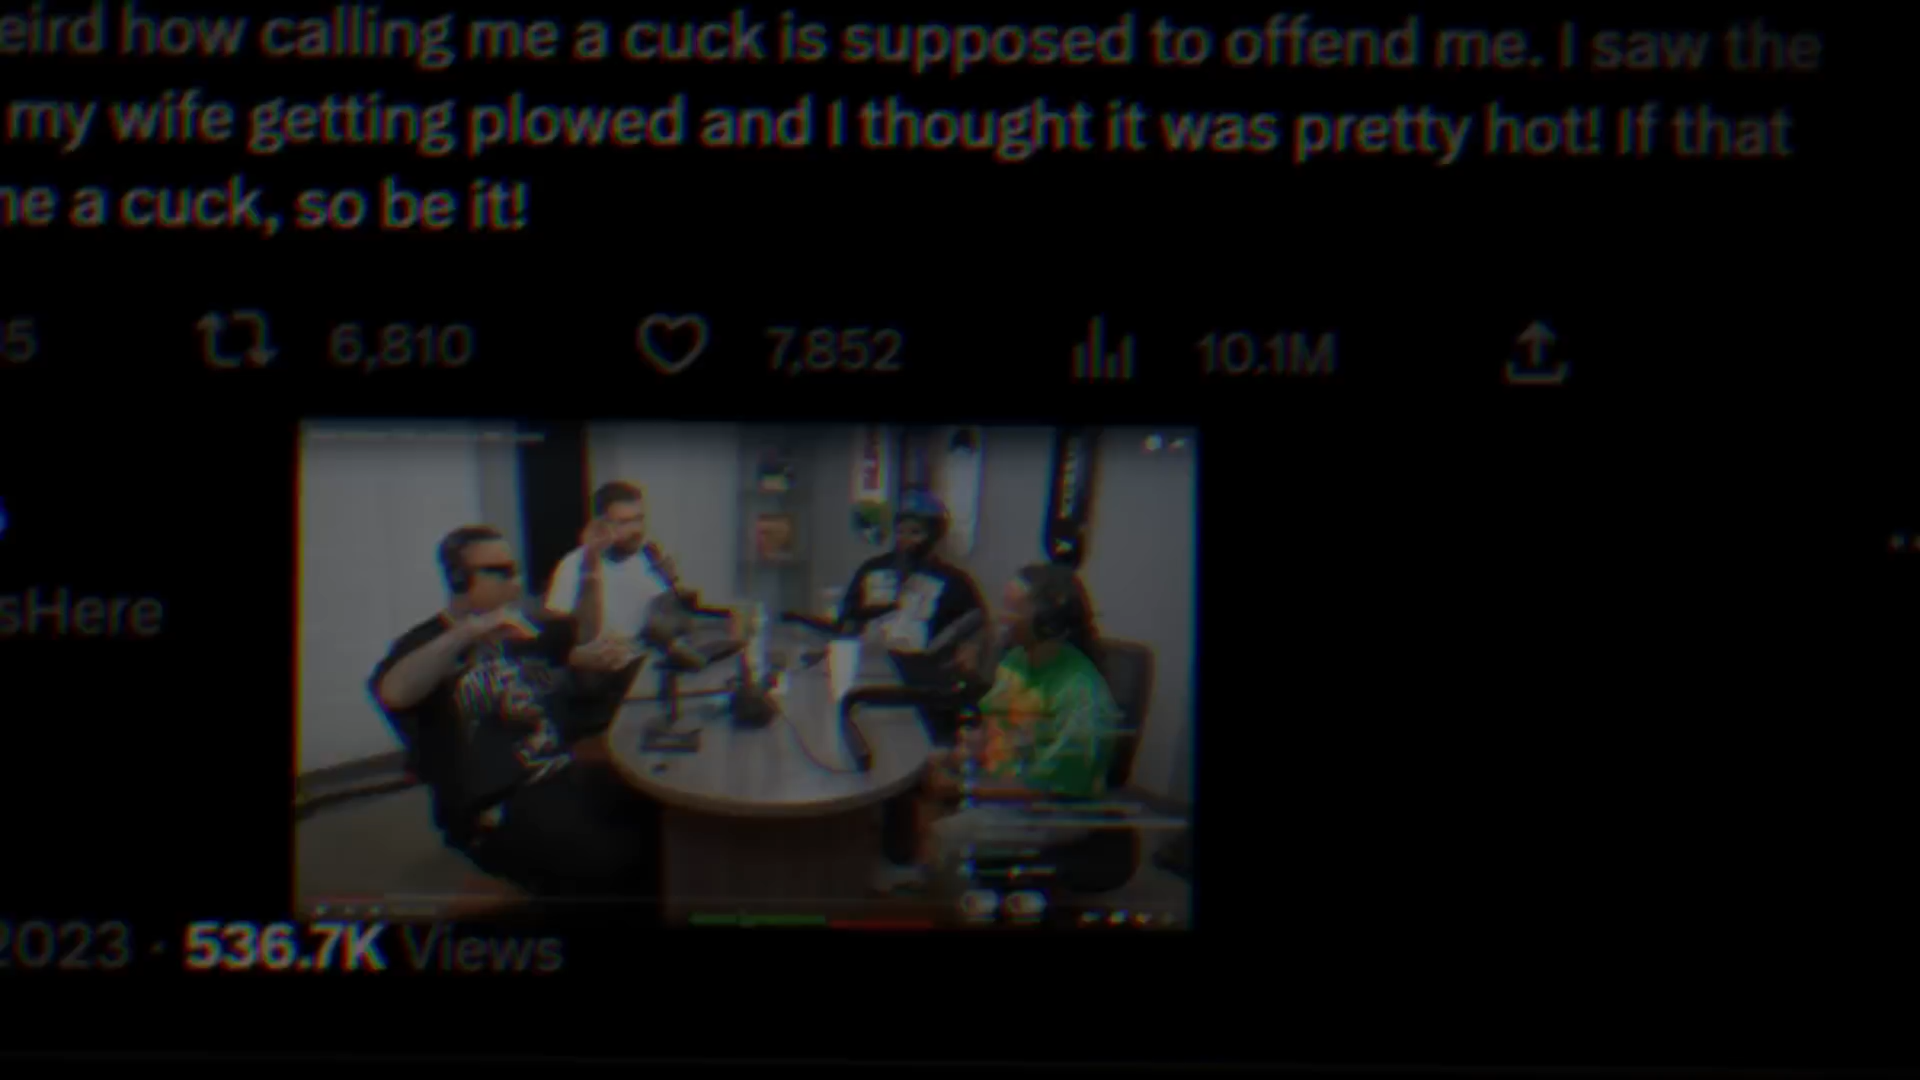 eird how calling me a cuck is supposed to offend me. I saw the
my wife getting plowed and I thought it was pretty hot! If that
ne a cuck, so be it!
35 6,810 7,852 10.1M
sHere
2023 · 536.7K Views